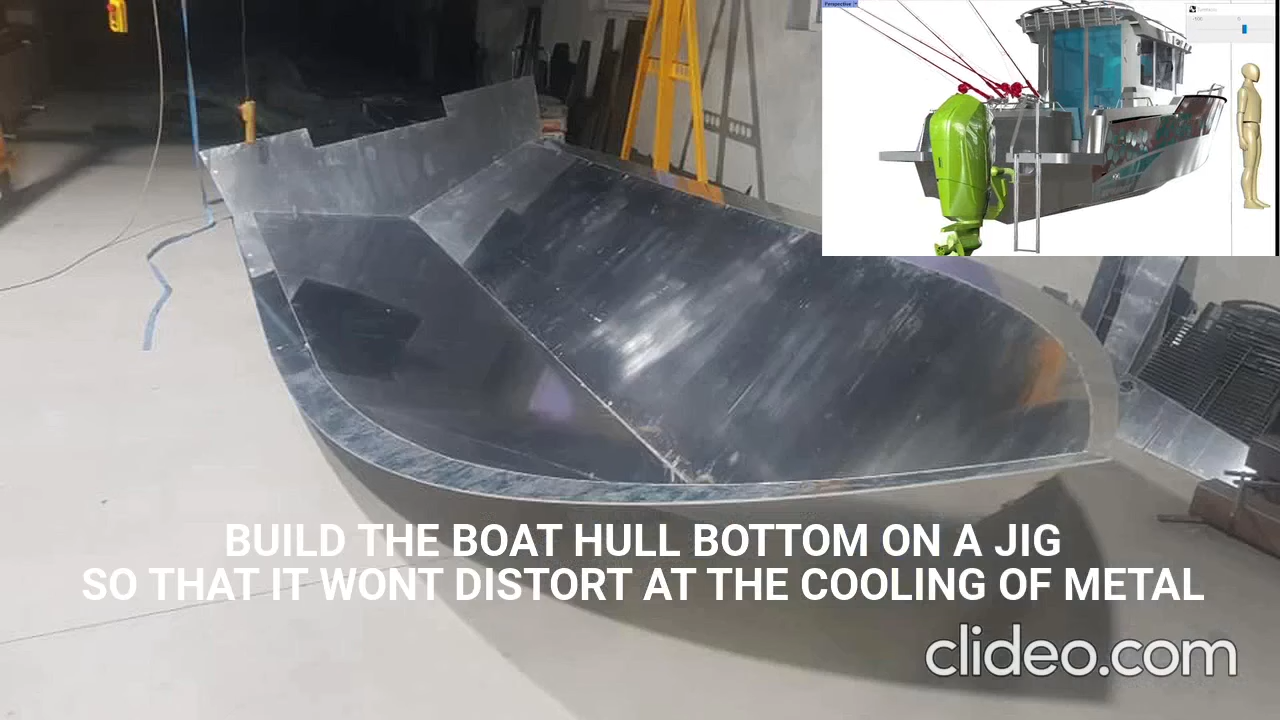 Perspective
BUILD THE BOAT HULL BOTTOM ON A JIG
SO THAT IT WONT DISTORT AT THE COOLING OF METAL
clideo.com